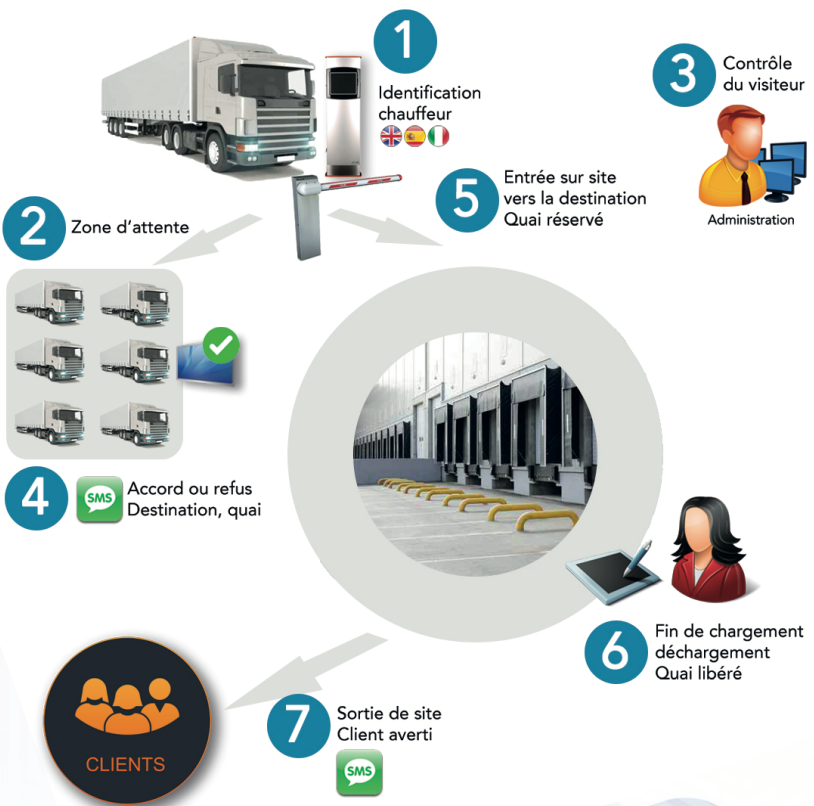 1
Identification
chauffeur
2
Zone d'attente
3
Contrôle
du visiteur
Administration
4
SMS
Accord ou refus
Destination, quai
5
Entrée sur site
vers la destination
Quai réservé
6
Fin de chargement
déchargement
Quai libéré
7
Sortie de site
Client averti
SMS
CLIENTS